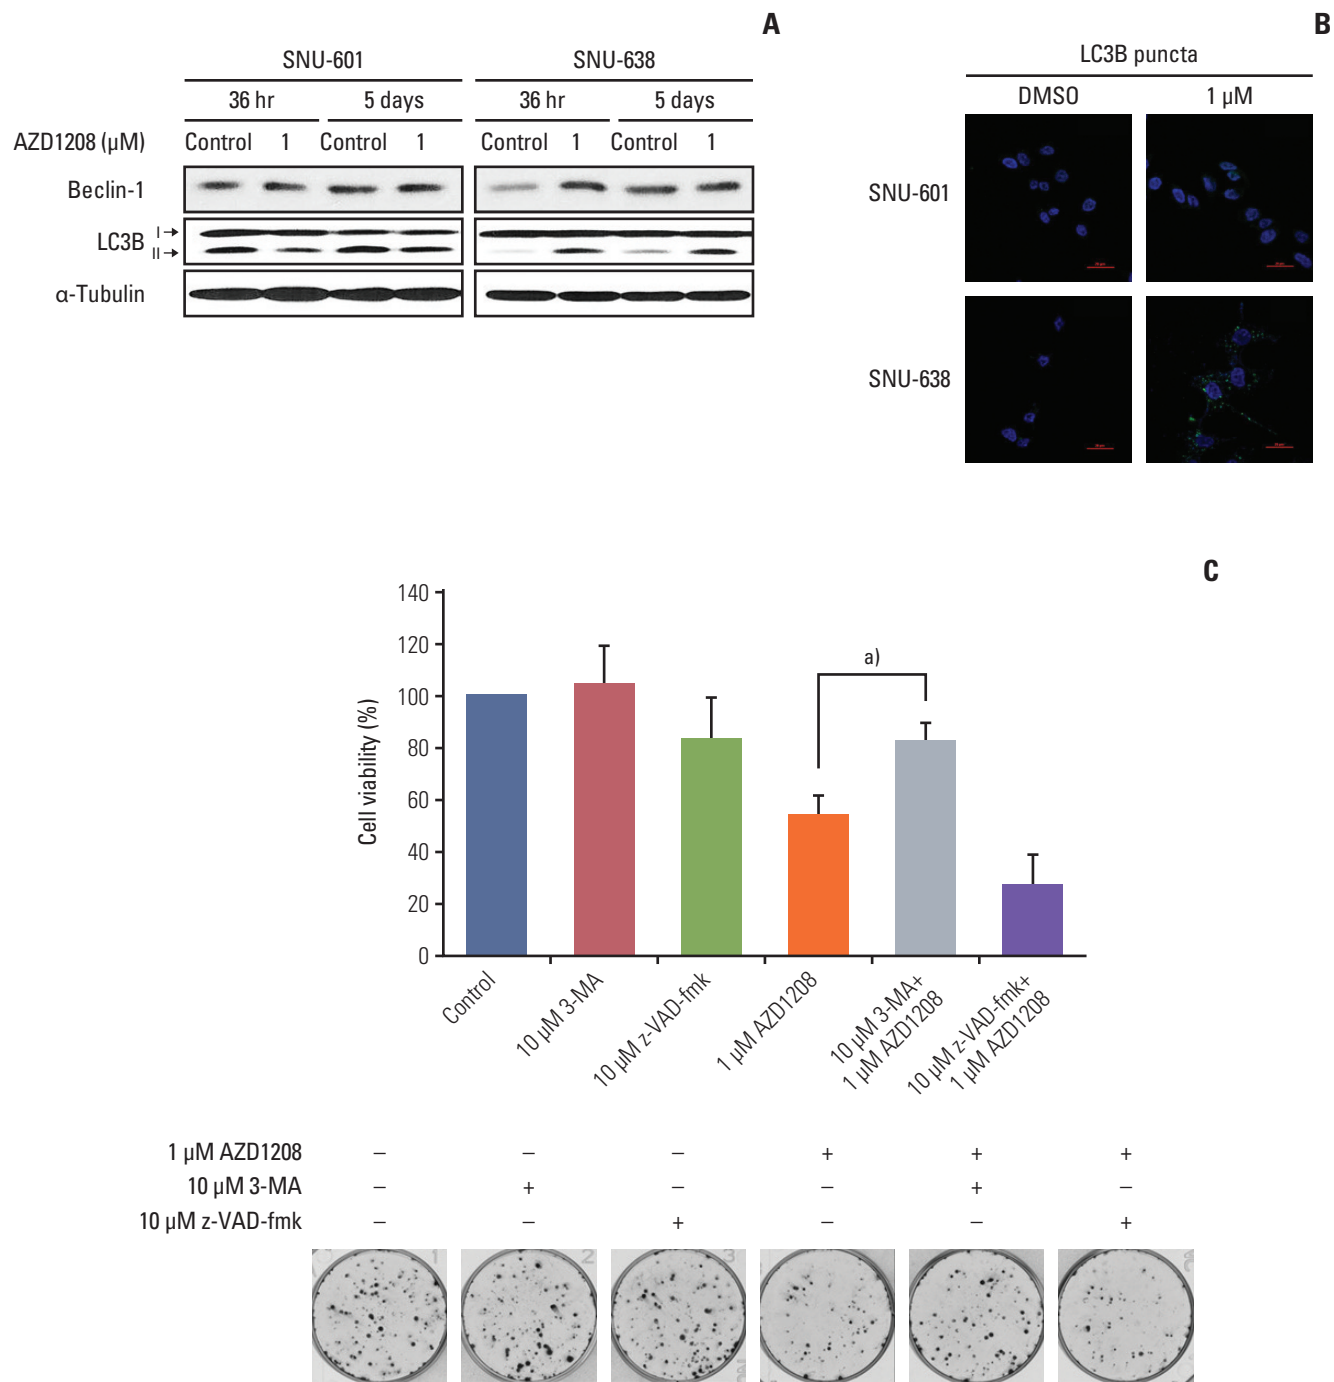 A
SNU-601 SNU-638
36 hr 5 days 36 hr 5 days
AZD1208 (μM) Control 1 Control 1 Control 1 Control 1
Beclin-1
LC3B I→
II→
α-Tubulin
B
LC3B puncta
DMSO 1 μM
SNU-601
SNU-638
C
Cell viability (%)
140
120
100
80
60
40
20
0
a)
Control
10 μM 3-MA
10 μM z-VAD-fmk
1 μM AZD1208
10 μM 3-MA+
1 μM AZD1208
10 μM z-VAD-fmk+
1 μM AZD1208
1 μM AZD1208 – – – + + +
10 μM 3-MA – + – – + –
10 μM z-VAD-fmk – – + – – +
1 2 3